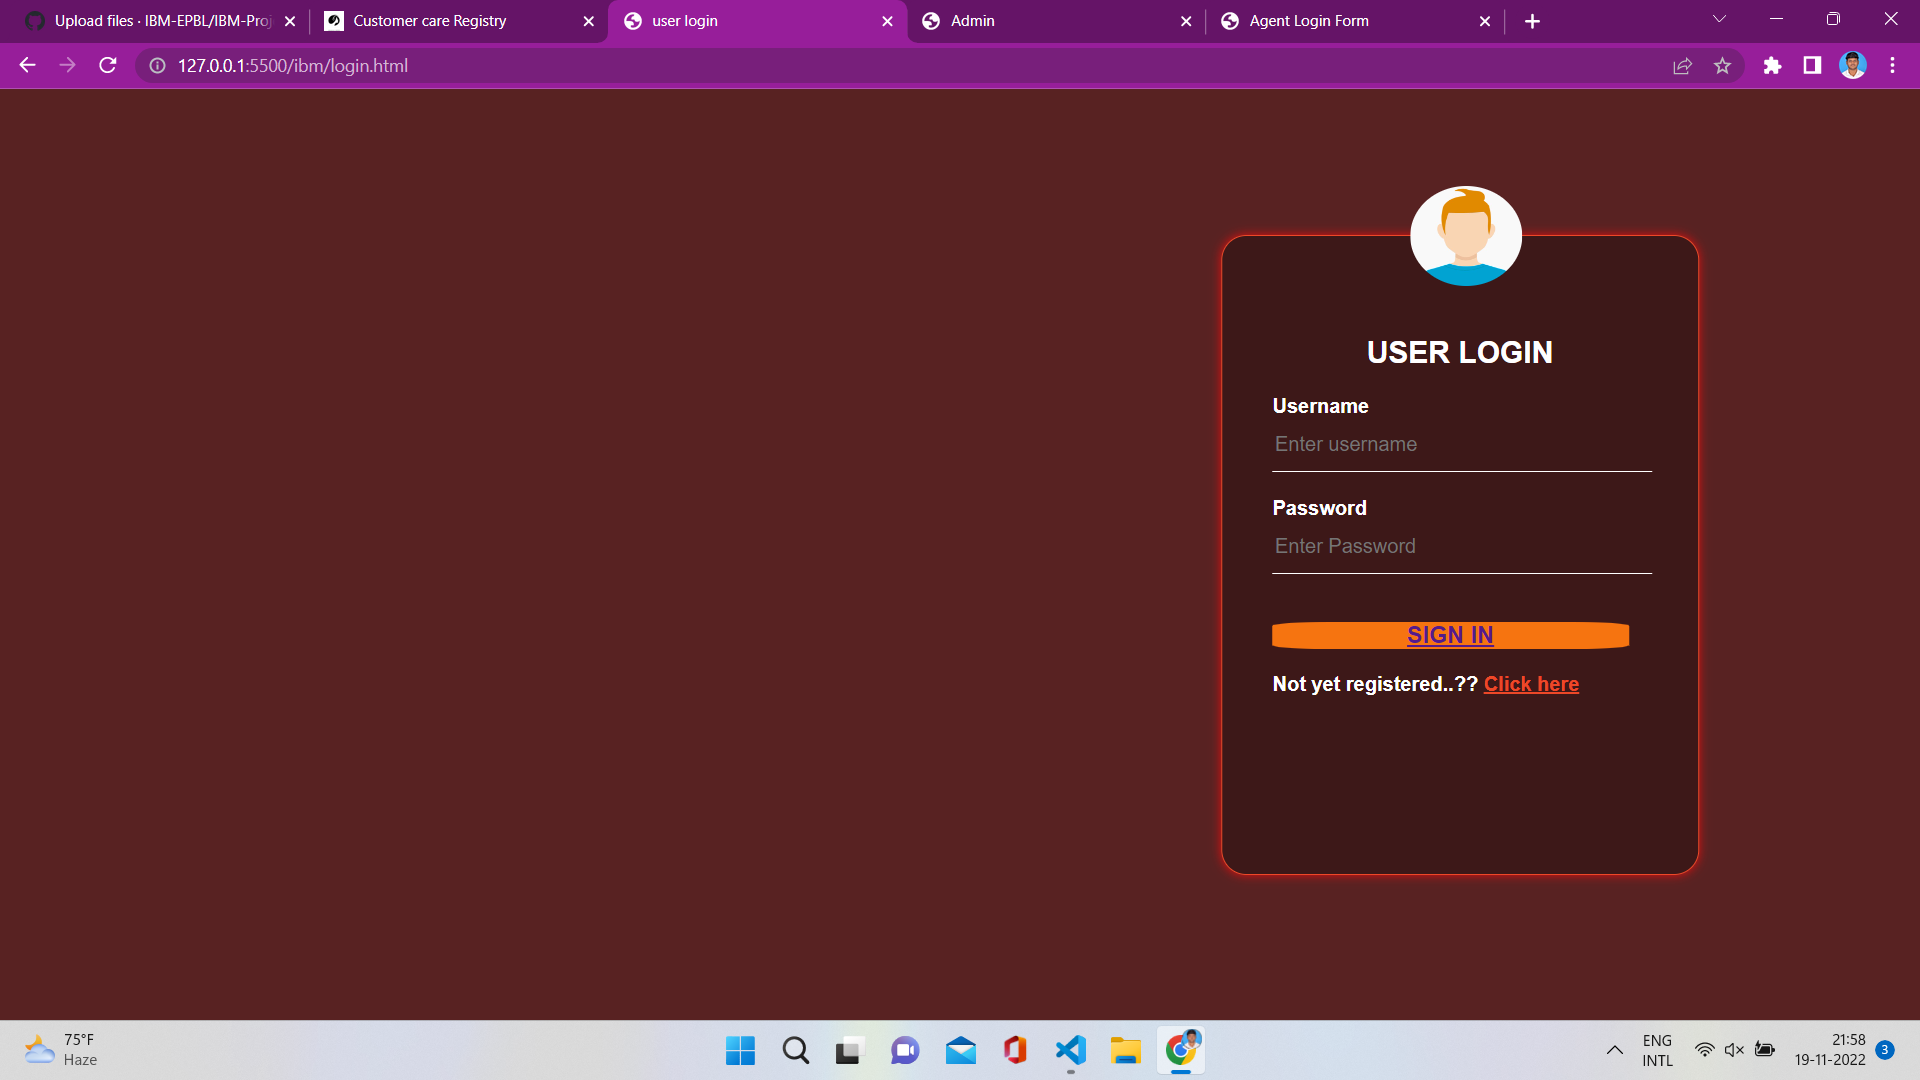 Upload files · IBM-EPBL/IBM-Proj
Customer care Registry
user login
Admin
Agent Login Form
127.0.0.1:5500/ibm/login.html
USER LOGIN
Username
Enter username
Password
Enter Password
SIGN IN
Not yet registered..?? Click here
75°F
Haze
ENG
INTL
21:58
19-11-2022
3